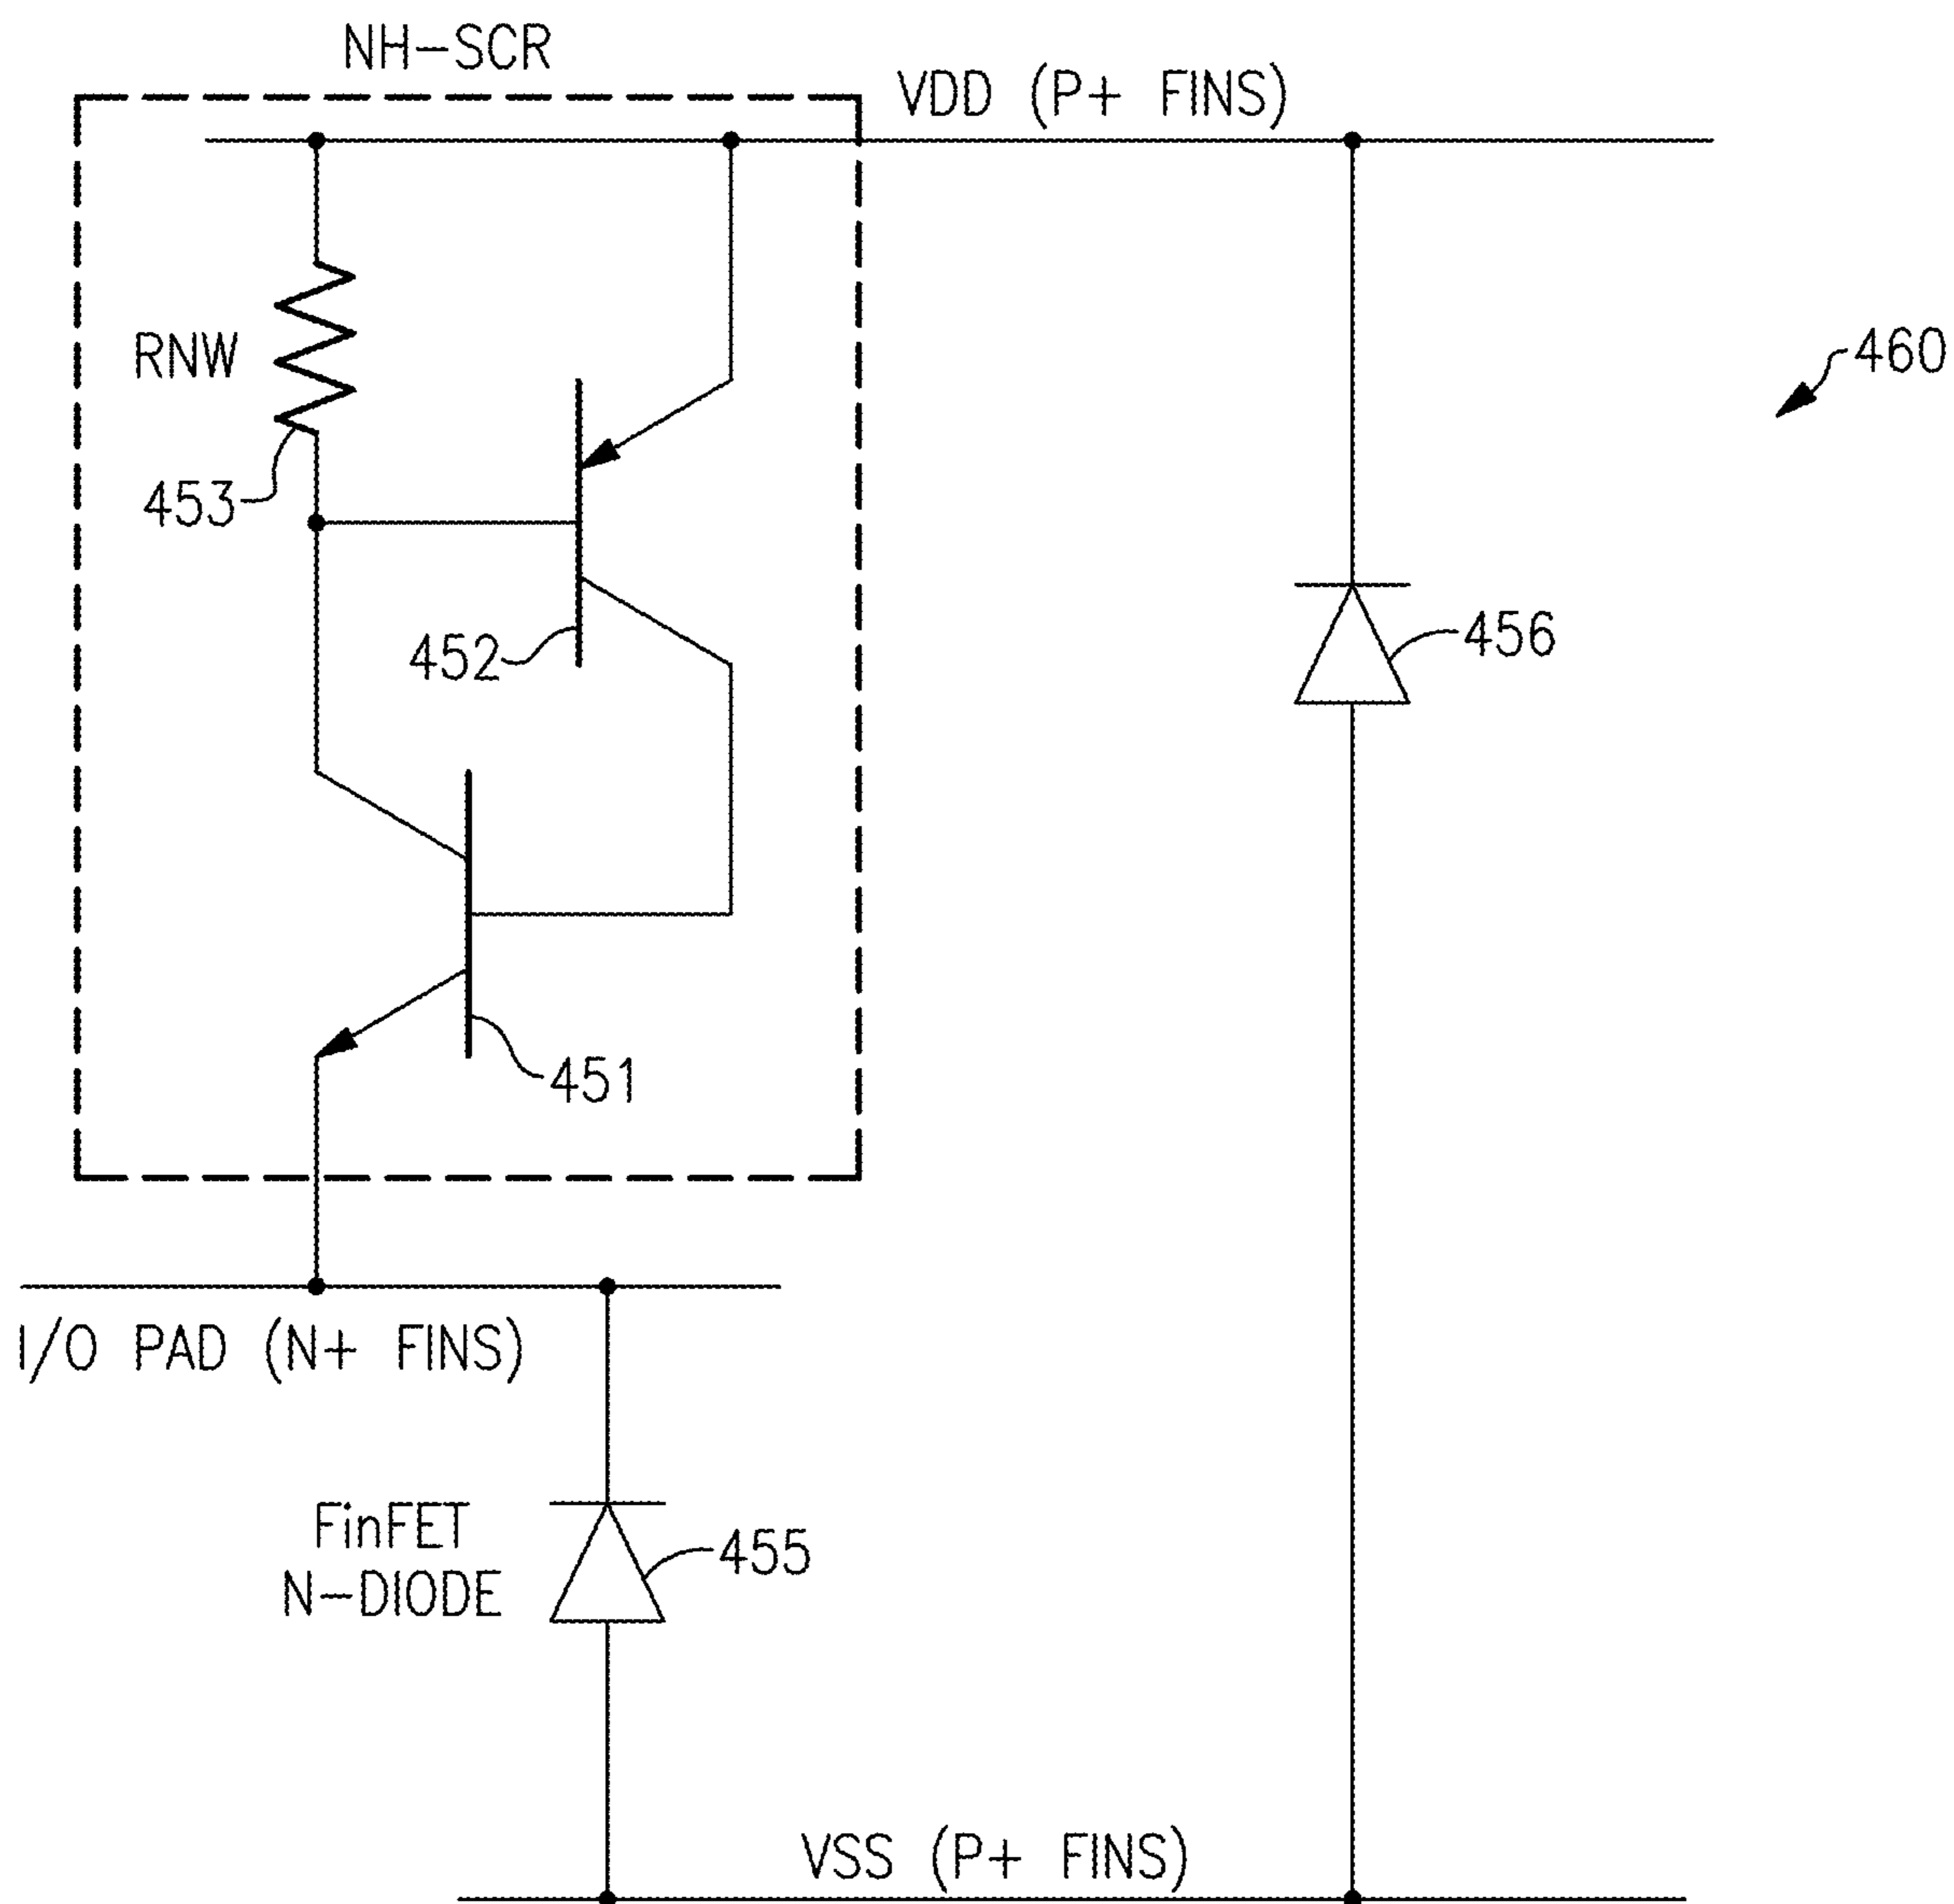 NH-SCR
VDD (P+ FINS)
RNW
460
453
452
456
451
I/O PAD (N+ FINS)
FinFET
N-DIODE
455
VSS (P+ FINS)